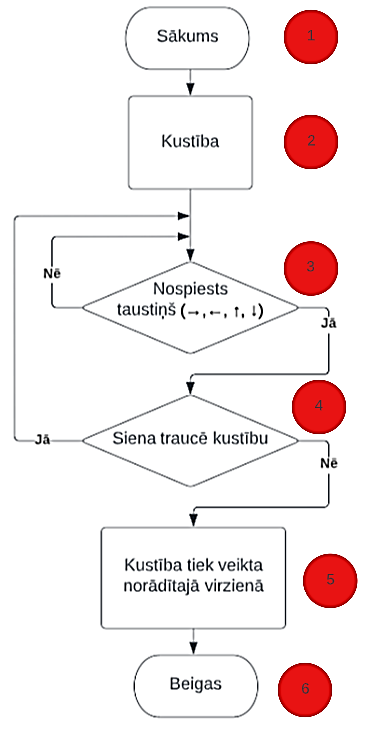 Sākums
1
Kustība
2
Nē
Nospiests
taustiņš (→,←, ↑, ↓)
3
Jā
Jā
Siena traucē kustību
4
Nē
Kustība tiek veikta
norādītajā virzienā
5
Beigas
6